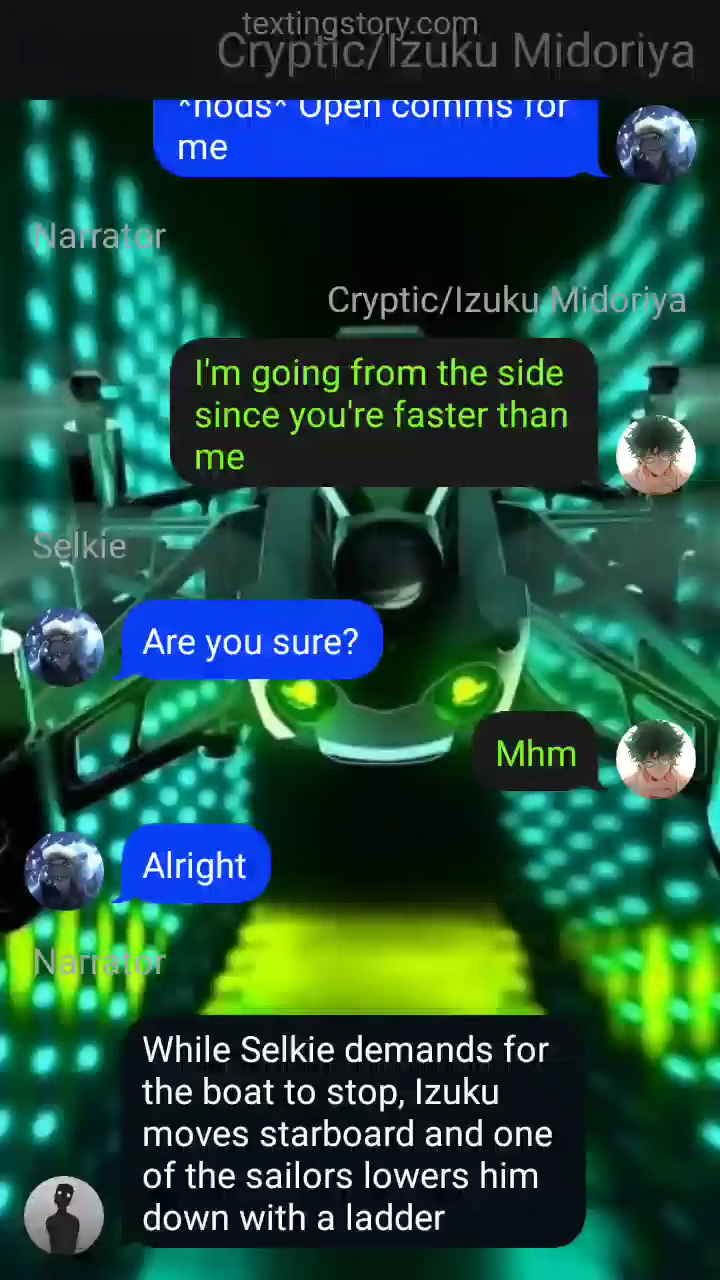 textingstory.com
Cryptic/Izuku Midoriya
*nods* Open comms for
me
Narrator
Cryptic/Izuku Midoriya
I'm going from the side
since you're faster than
me
Selkie
Are you sure?
Mhm
Alright
Narrator
While Selkie demands for
the boat to stop, Izuku
moves starboard and one
of the sailors lowers him
down with a ladder